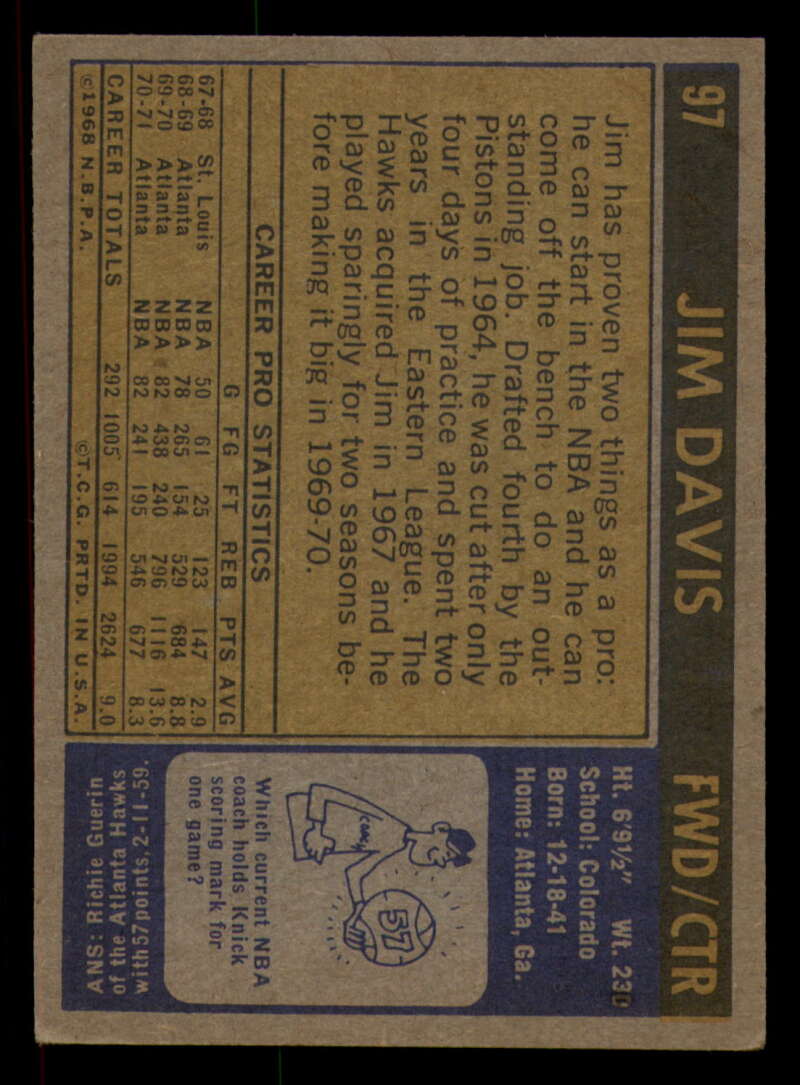 97 JIM DAVIS FWD/CTR
Jim has proven two things as a pro:
he can start in the NBA and he can
come off the bench to do an out-
standing job. Drafted fourth by the
Pistons in 1964, he was cut after only
four days of practice and spent two
years in the Eastern League. The
Hawks acquired Jim in 1967 and he
played sparingly for two seasons be-
fore making it big in 1969-70.
CAREER PRO STATISTICS
G FG FT REB PTS AVG
67-68 St. Louis NBA 50 61 25 123 147 2.9
68-69 Atlanta NBA 78 265 154 529 684 8.8
69-70 Atlanta NBA 82 438 240 796 1116 13.6
70-71 Atlanta NBA 82 241 195 546 677 8.3
CAREER TOTALS 292 1005 614 1994 2624 9.0
©1968 N.B.P.A. ©T.C.G. PRTD. IN U.S.A.
Ht. 6'9½" Wt. 230
School: Colorado
Born: 12-18-41
Home: Atlanta, Ga.
57
Which current NBA
coach holds Knick
scoring mark for
one game?
ANS: Richie Guerin
of the Atlanta Hawks
with 57 points, 2-11-59.